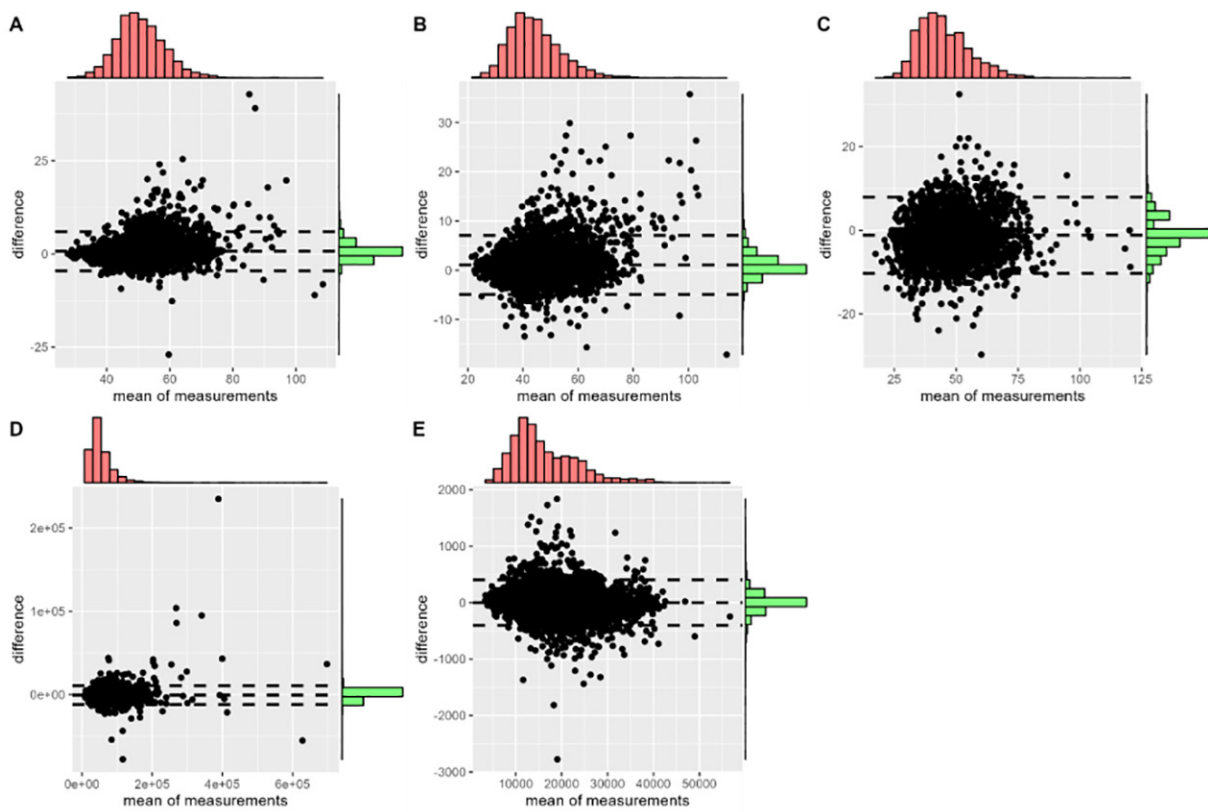 A
B
C
25
0
-25
difference
40
60
80
100
mean of measurements
30
20
10
0
-10
difference
20
40
60
80
100
mean of measurements
20
0
-20
difference
25
50
75
100
125
mean of measurements
D
E
2e+05
1e+05
0e+00
difference
0e+00
2e+05
4e+05
6e+05
mean of measurements
2000
1000
0
-1000
-2000
-3000
difference
10000
20000
30000
40000
50000
mean of measurements